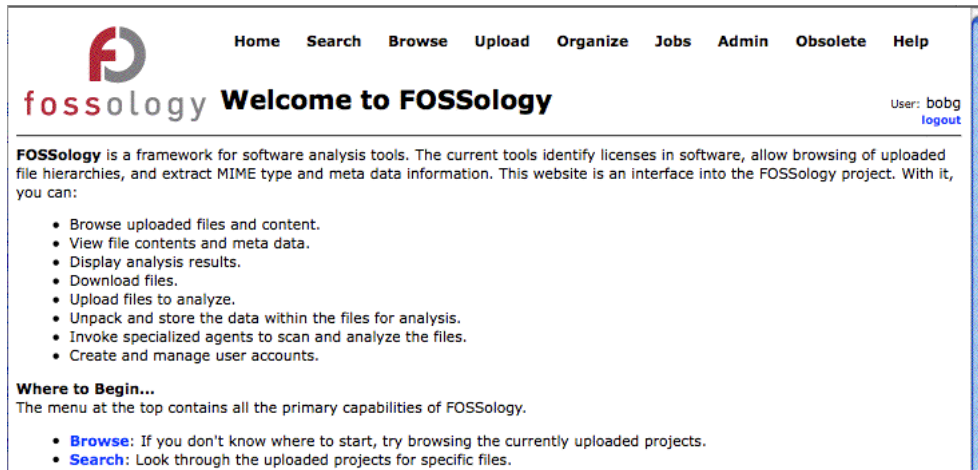 Home Search Browse Upload Organize Jobs Admin Obsolete Help
fossology Welcome to FOSSology
User: bobg
logout
FOSSology is a framework for software analysis tools. The current tools identify licenses in software, allow browsing of uploaded
file hierarchies, and extract MIME type and meta data information. This website is an interface into the FOSSology project. With it,
you can:
• Browse uploaded files and content.
• View file contents and meta data.
• Display analysis results.
• Download files.
• Upload files to analyze.
• Unpack and store the data within the files for analysis.
• Invoke specialized agents to scan and analyze the files.
• Create and manage user accounts.
Where to Begin...
The menu at the top contains all the primary capabilities of FOSSology.
• Browse: If you don't know where to start, try browsing the currently uploaded projects.
• Search: Look through the uploaded projects for specific files.